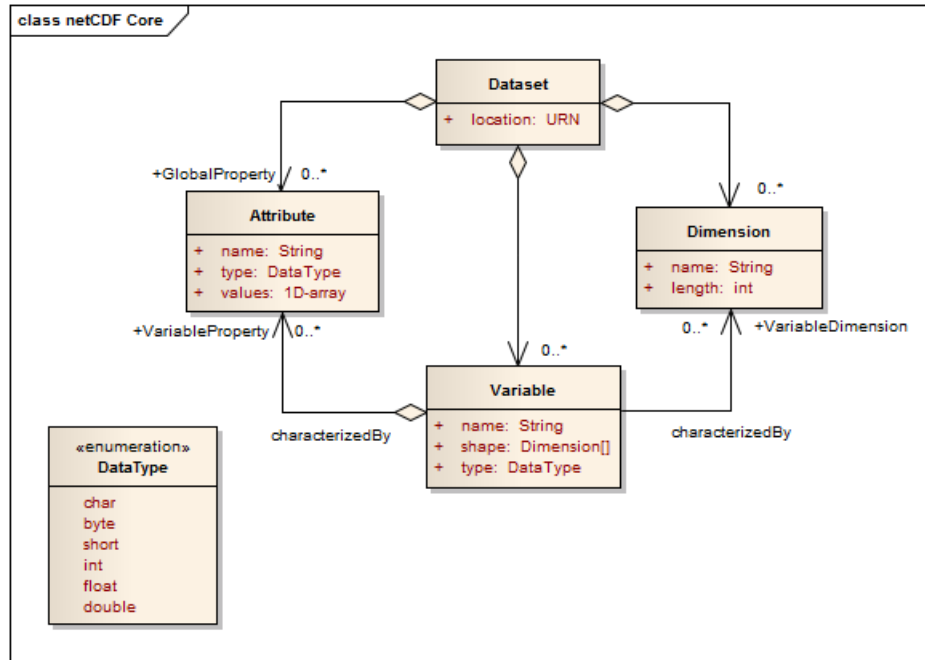 class netCDF Core
Dataset
+ location: URN
+GlobalProperty 0..*
0..*
Attribute
+ name: String
+ type: DataType
+ values: 1D-array
Dimension
+ name: String
+ length: int
+VariableProperty 0..*
0..* +VariableDimension
0..*
Variable
+ name: String
+ shape: Dimension[]
+ type: DataType
characterizedBy
characterizedBy
«enumeration»
DataType
char
byte
short
int
float
double